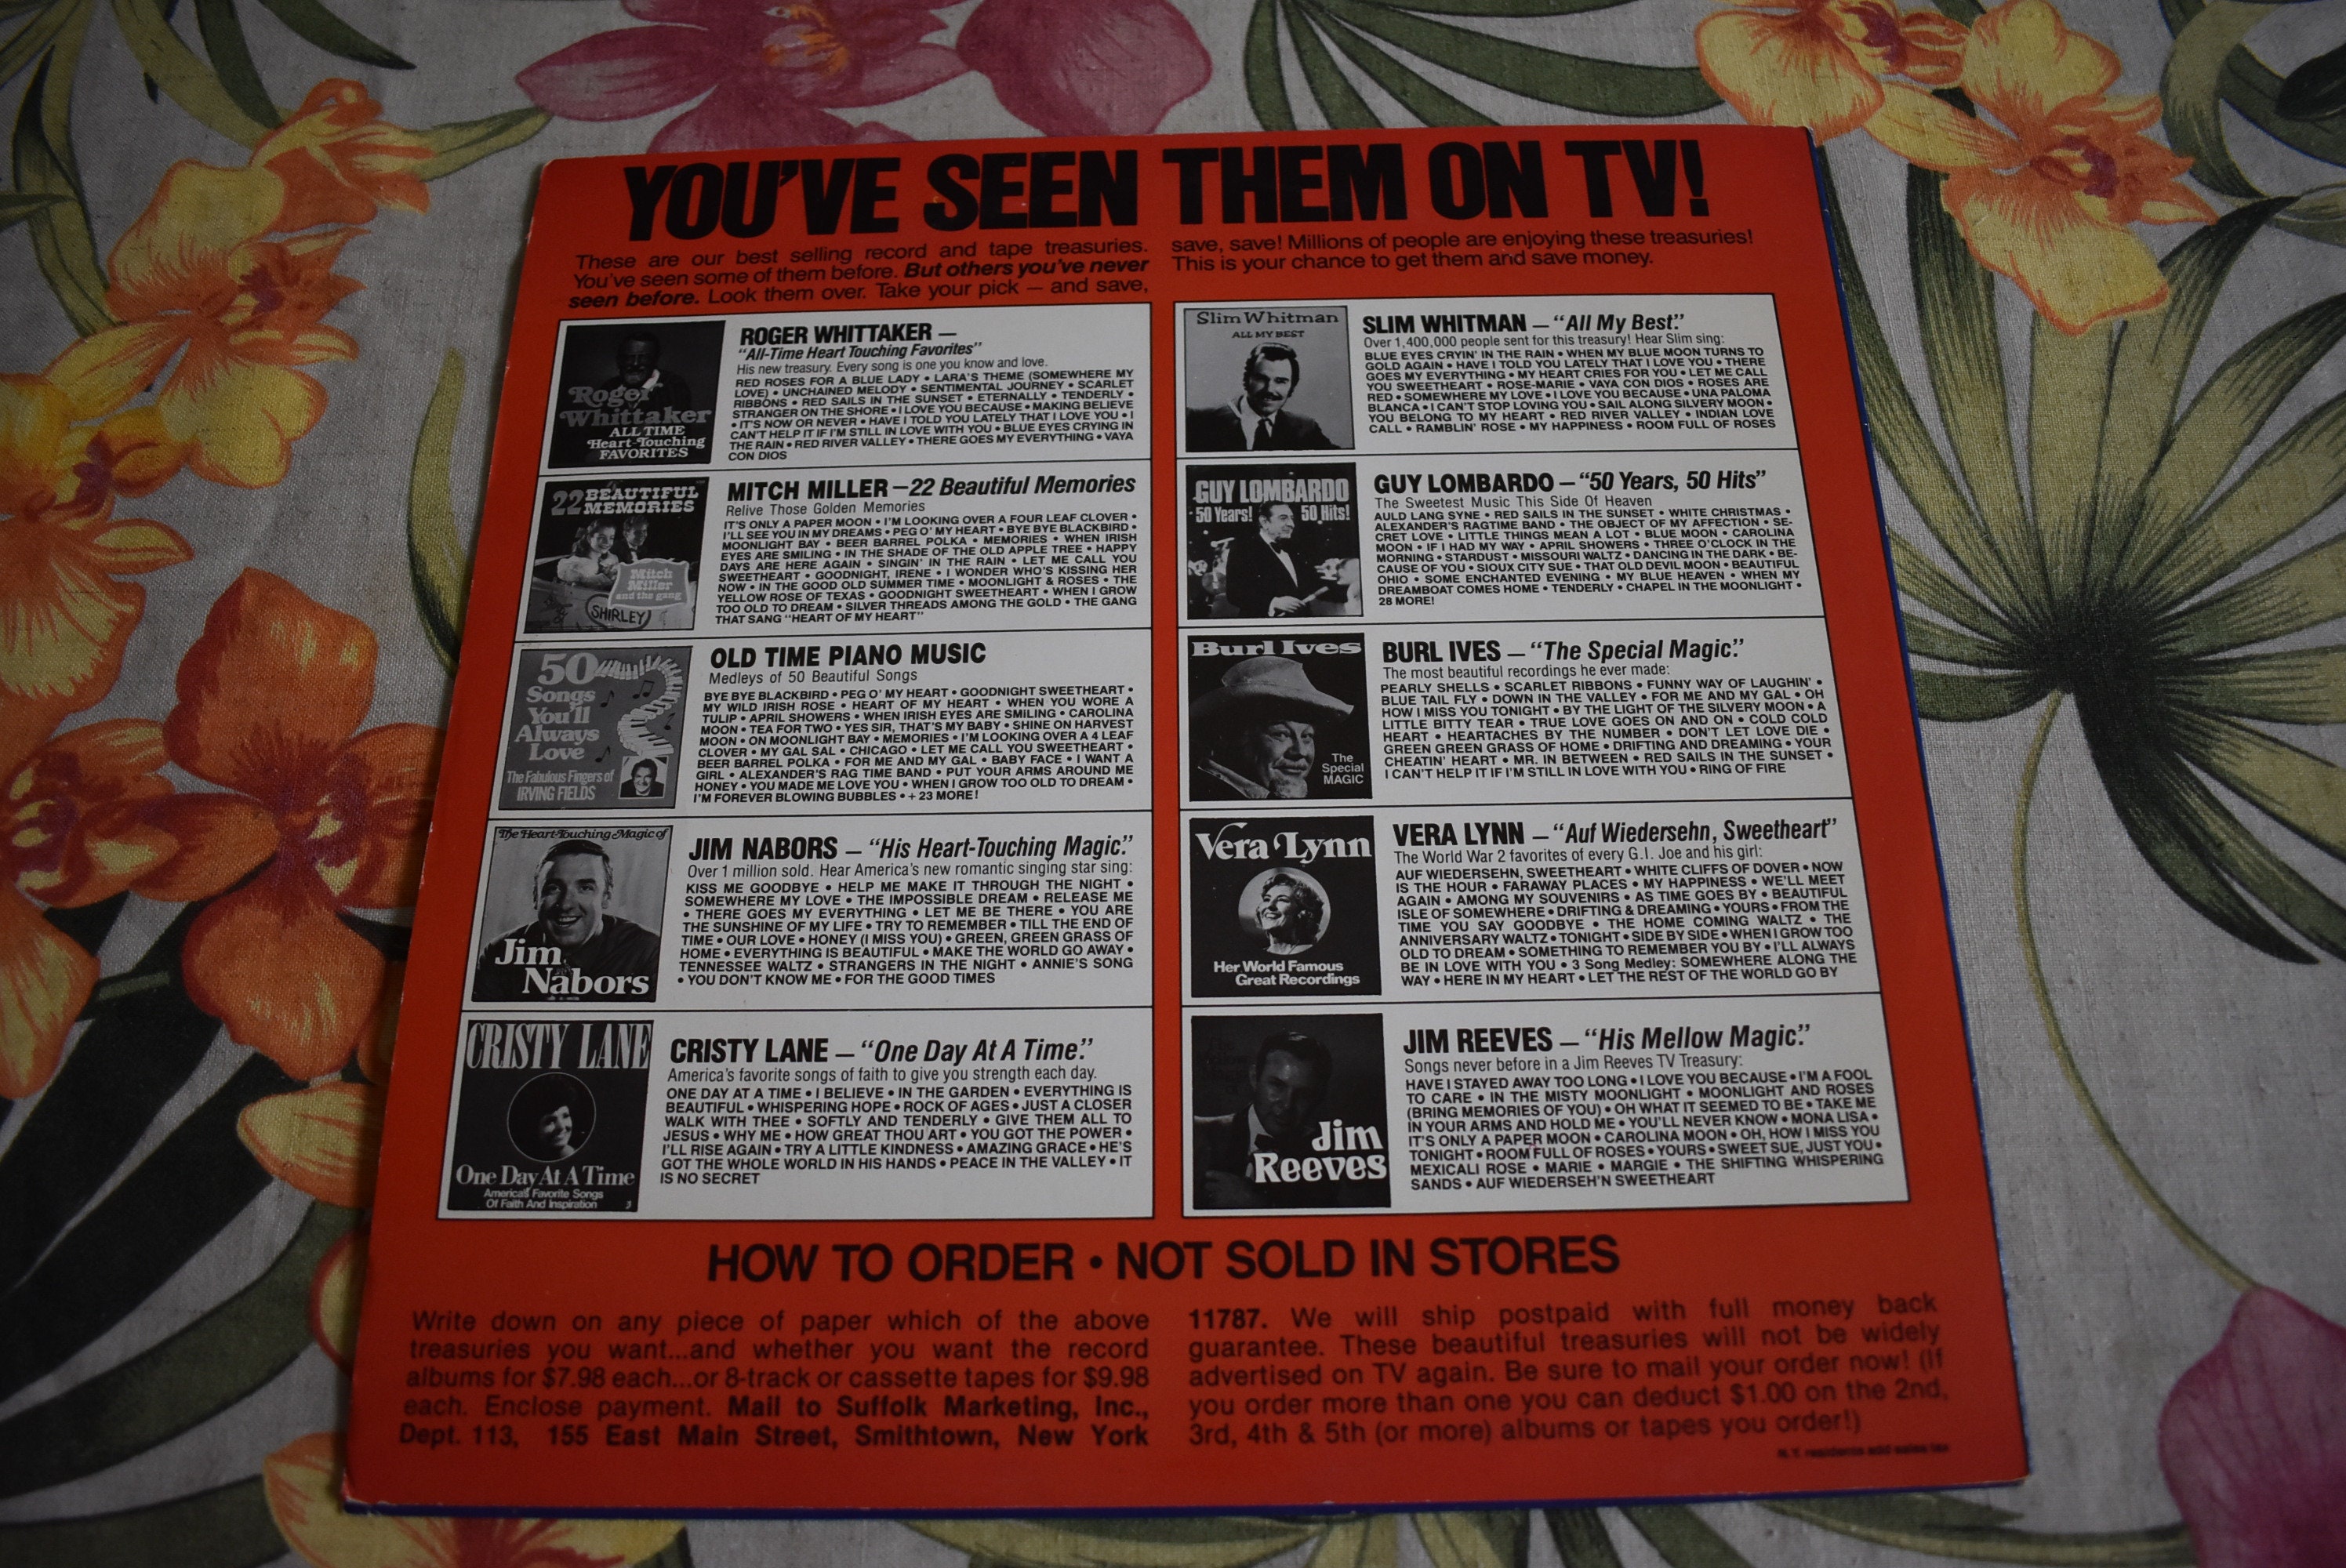 YOU'VE SEEN THEM ON TV!
These are our best selling record and tape treasuries.
You've seen some of them before. But others you've never
seen before. Look them over. Take your pick — and save,
save, save! Millions of people are enjoying these treasuries!
This is your chance to get them and save money.
Roger
Whittaker
ALL TIME
Heart-Touching
FAVORITES
ROGER WHITTAKER —
"All-Time Heart Touching Favorites"
His new treasury. Every song is one you know and love.
RED ROSES FOR A BLUE LADY • LARA'S THEME (SOMEWHERE MY
LOVE) • UNCHAINED MELODY • SENTIMENTAL JOURNEY • SCARLET
RIBBONS • RED SAILS IN THE SUNSET • ETERNALLY • TENDERLY •
STRANGER ON THE SHORE • I LOVE YOU BECAUSE • MAKING BELIEVE
• IT'S NOW OR NEVER • HAVE I TOLD YOU LATELY THAT I LOVE YOU • I
CAN'T HELP IT IF I'M STILL IN LOVE WITH YOU • BLUE EYES CRYING IN
THE RAIN • RED RIVER VALLEY • THERE GOES MY EVERYTHING • VAYA
CON DIOS
22 BEAUTIFUL
MEMORIES
Mitch
Miller
and the gang
SHIRLEY
MITCH MILLER —22 Beautiful Memories
Relive Those Golden Memories
IT'S ONLY A PAPER MOON • I'M LOOKING OVER A FOUR LEAF CLOVER •
I'LL SEE YOU IN MY DREAMS • PEG O' MY HEART • BYE BYE BLACKBIRD •
MOONLIGHT BAY • BEER BARREL POLKA • MEMORIES • WHEN IRISH
EYES ARE SMILING • IN THE SHADE OF THE OLD APPLE TREE • HAPPY
DAYS ARE HERE AGAIN • SINGIN' IN THE RAIN • LET ME CALL YOU
SWEETHEART • GOODNIGHT, IRENE • I WONDER WHO'S KISSING HER
NOW • IN THE GOOD OLD SUMMER TIME • MOONLIGHT & ROSES • THE
YELLOW ROSE OF TEXAS • GOODNIGHT SWEETHEART • WHEN I GROW
TOO OLD TO DREAM • SILVER THREADS AMONG THE GOLD • THE GANG
THAT SANG "HEART OF MY HEART"
50
Songs
You'll
Always
Love
The Fabulous Fingers of
IRVING FIELDS
OLD TIME PIANO MUSIC
Medleys of 50 Beautiful Songs
BYE BYE BLACKBIRD • PEG O' MY HEART • GOODNIGHT SWEETHEART •
MY WILD IRISH ROSE • HEART OF MY HEART • WHEN YOU WORE A
TULIP • APRIL SHOWERS • WHEN IRISH EYES ARE SMILING • CAROLINA
MOON • TEA FOR TWO • YES SIR, THAT'S MY BABY • SHINE ON HARVEST
MOON • ON MOONLIGHT BAY • MEMORIES • I'M LOOKING OVER A 4 LEAF
CLOVER • MY GAL SAL • CHICAGO • LET ME CALL YOU SWEETHEART •
BEER BARREL POLKA • FOR ME AND MY GAL • BABY FACE • I WANT A
GIRL • ALEXANDER'S RAG TIME BAND • PUT YOUR ARMS AROUND ME
HONEY • YOU MADE ME LOVE YOU • WHEN I GROW TOO OLD TO DREAM •
I'M FOREVER BLOWING BUBBLES • + 23 MORE!
The Heart-Touching Magic of
Jim
Nabors
JIM NABORS — "His Heart-Touching Magic."
Over 1 million sold. Hear America's new romantic singing star sing:
KISS ME GOODBYE • HELP ME MAKE IT THROUGH THE NIGHT •
SOMEWHERE MY LOVE • THE IMPOSSIBLE DREAM • RELEASE ME
• THERE GOES MY EVERYTHING • LET ME BE THERE • YOU ARE
THE SUNSHINE OF MY LIFE • TRY TO REMEMBER • TILL THE END OF
TIME • OUR LOVE • HONEY (I MISS YOU) • GREEN, GREEN GRASS OF
HOME • EVERYTHING IS BEAUTIFUL • MAKE THE WORLD GO AWAY •
TENNESSEE WALTZ • STRANGERS IN THE NIGHT • ANNIE'S SONG
• YOU DON'T KNOW ME • FOR THE GOOD TIMES
CRISTY LANE
One Day At A Time
America's Favorite Songs
Of Faith And Inspiration
CRISTY LANE — "One Day At A Time."
America's favorite songs of faith to give you strength each day.
ONE DAY AT A TIME • I BELIEVE • IN THE GARDEN • EVERYTHING IS
BEAUTIFUL • WHISPERING HOPE • ROCK OF AGES • JUST A CLOSER
WALK WITH THEE • SOFTLY AND TENDERLY • GIVE THEM ALL TO
JESUS • WHY ME • HOW GREAT THOU ART • YOU GOT THE POWER •
I'LL RISE AGAIN • TRY A LITTLE KINDNESS • AMAZING GRACE • HE'S
GOT THE WHOLE WORLD IN HIS HANDS • PEACE IN THE VALLEY • IT
IS NO SECRET
Slim Whitman
ALL MY BEST
SLIM WHITMAN — "All My Best."
Over 1,400,000 people sent for this treasury! Hear Slim sing:
BLUE EYES CRYIN' IN THE RAIN • WHEN MY BLUE MOON TURNS TO
GOLD AGAIN • HAVE I TOLD YOU LATELY THAT I LOVE YOU • THERE
GOES MY EVERYTHING • MY HEART CRIES FOR YOU • LET ME CALL
YOU SWEETHEART • ROSE-MARIE • VAYA CON DIOS • ROSES ARE
RED • SOMEWHERE MY LOVE • I LOVE YOU BECAUSE • UNA PALOMA
BLANCA • I CAN'T STOP LOVING YOU • SAIL ALONG SILVERY MOON •
YOU BELONG TO MY HEART • RED RIVER VALLEY • INDIAN LOVE
CALL • RAMBLIN' ROSE • MY HAPPINESS • ROOM FULL OF ROSES
GUY LOMBARDO
50 Years! 50 Hits!
GUY LOMBARDO — "50 Years, 50 Hits"
The Sweetest Music This Side Of Heaven
AULD LANG SYNE • RED SAILS IN THE SUNSET • WHITE CHRISTMAS •
ALEXANDER'S RAGTIME BAND • THE OBJECT OF MY AFFECTION • SE-
CRET LOVE • LITTLE THINGS MEAN A LOT • BLUE MOON • CAROLINA
MOON • IF I HAD MY WAY • APRIL SHOWERS • THREE O'CLOCK IN THE
MORNING • STARDUST • MISSOURI WALTZ • DANCING IN THE DARK • BE-
CAUSE OF YOU • SIOUX CITY SUE • THAT OLD DEVIL MOON • BEAUTIFUL
OHIO • SOME ENCHANTED EVENING • MY BLUE HEAVEN • WHEN MY
DREAMBOAT COMES HOME • TENDERLY • CHAPEL IN THE MOONLIGHT •
28 MORE!
Burl Ives
The
Special
MAGIC
BURL IVES — "The Special Magic."
The most beautiful recordings he ever made:
PEARLY SHELLS • SCARLET RIBBONS • FUNNY WAY OF LAUGHIN' •
BLUE TAIL FLY • DOWN IN THE VALLEY • FOR ME AND MY GAL • OH
HOW I MISS YOU TONIGHT • BY THE LIGHT OF THE SILVERY MOON • A
LITTLE BITTY TEAR • TRUE LOVE GOES ON AND ON • COLD COLD
HEART • HEARTACHES BY THE NUMBER • DON'T LET LOVE DIE •
GREEN GREEN GRASS OF HOME • DRIFTING AND DREAMING • YOUR
CHEATIN' HEART • MR. IN BETWEEN • RED SAILS IN THE SUNSET •
I CAN'T HELP IT IF I'M STILL IN LOVE WITH YOU • RING OF FIRE
Vera Lynn
Her World Famous
Great Recordings
VERA LYNN — "Auf Wiedersehn, Sweetheart"
The World War 2 favorites of every G.I. Joe and his girl:
AUF WIEDERSEHN, SWEETHEART • WHITE CLIFFS OF DOVER • NOW
IS THE HOUR • FARAWAY PLACES • MY HAPPINESS • WE'LL MEET
AGAIN • AMONG MY SOUVENIRS • AS TIME GOES BY • BEAUTIFUL
ISLE OF SOMEWHERE • DRIFTING & DREAMING • YOURS • FROM THE
TIME YOU SAY GOODBYE • THE HOME COMING WALTZ • THE
ANNIVERSARY WALTZ • TONIGHT • SIDE BY SIDE • WHEN I GROW TOO
OLD TO DREAM • SOMETHING TO REMEMBER YOU BY • I'LL ALWAYS
BE IN LOVE WITH YOU • 3 Song Medley: SOMEWHERE ALONG THE
WAY • HERE IN MY HEART • LET THE REST OF THE WORLD GO BY
Jim
Reeves
JIM REEVES — "His Mellow Magic."
Songs never before in a Jim Reeves TV Treasury:
HAVE I STAYED AWAY TOO LONG • I LOVE YOU BECAUSE • I'M A FOOL
TO CARE • IN THE MISTY MOONLIGHT • MOONLIGHT AND ROSES
(BRING MEMORIES OF YOU) • OH WHAT IT SEEMED TO BE • TAKE ME
IN YOUR ARMS AND HOLD ME • YOU'LL NEVER KNOW • MONA LISA •
IT'S ONLY A PAPER MOON • CAROLINA MOON • OH, HOW I MISS YOU
TONIGHT • ROOM FULL OF ROSES • YOURS • SWEET SUE, JUST YOU •
MEXICALI ROSE • MARIE • MARGIE • THE SHIFTING WHISPERING
SANDS • AUF WIEDERSEH'N SWEETHEART
HOW TO ORDER • NOT SOLD IN STORES
Write down on any piece of paper which of the above
treasuries you want...and whether you want the record
albums for $7.98 each...or 8-track or cassette tapes for $9.98
each. Enclose payment. Mail to Suffolk Marketing, Inc.,
Dept. 113, 155 East Main Street, Smithtown, New York
11787. We will ship postpaid with full money back
guarantee. These beautiful treasuries will not be widely
advertised on TV again. Be sure to mail your order now! (If
you order more than one you can deduct $1.00 on the 2nd,
3rd, 4th & 5th (or more) albums or tapes you order!)
N.Y. residents add sales tax